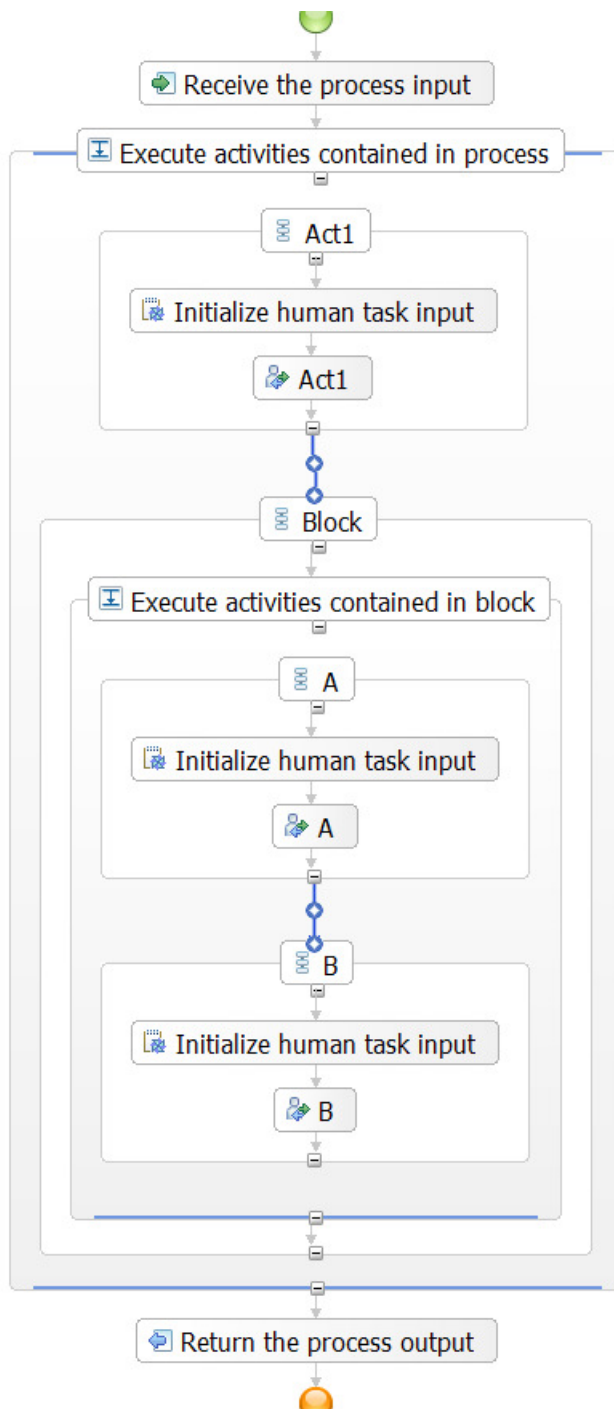 Receive the process input
Execute activities contained in process
Act1
Initialize human task input
Act1
Block
Execute activities contained in block
A
Initialize human task input
A
B
Initialize human task input
B
Return the process output